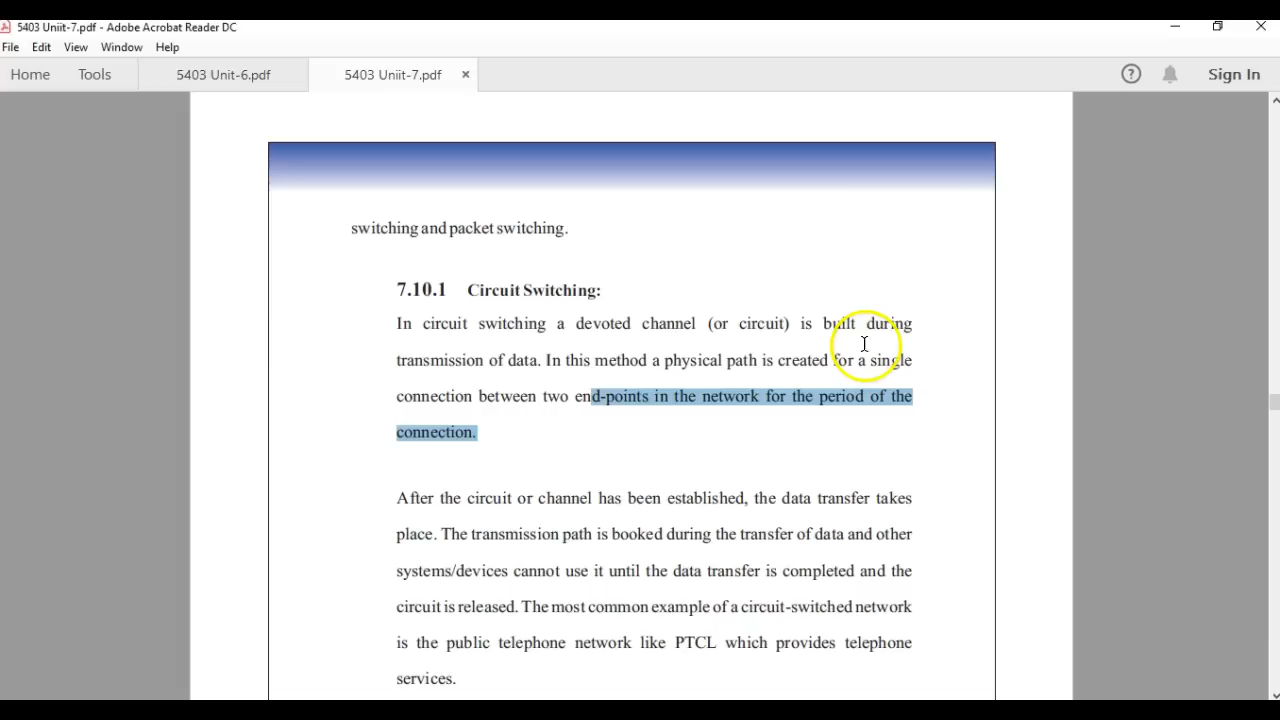 5403 Uniit-7.pdf - Adobe Acrobat Reader DC
File Edit View Window Help
Home Tools 5403 Unit-6.pdf 5403 Uniit-7.pdf × ? Sign In
switching and packet switching.
7.10.1 Circuit Switching:
In circuit switching a devoted channel (or circuit) is built during
transmission of data. In this method a physical path is created for a single
connection between two end-points in the network for the period of the
connection.
After the circuit or channel has been established, the data transfer takes
place. The transmission path is booked during the transfer of data and other
systems/devices cannot use it until the data transfer is completed and the
circuit is released. The most common example of a circuit-switched network
is the public telephone network like PTCL which provides telephone
services.